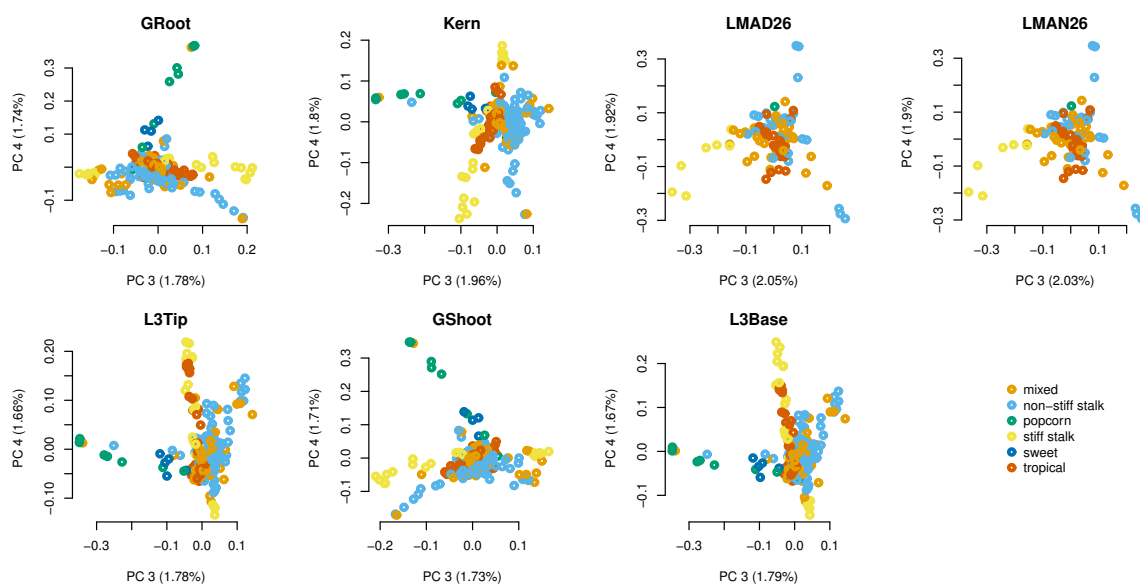 GRoot
PC 4 (1.74%)
0.3
0.1
−0.1
−0.1 0.0 0.1 0.2
PC 3 (1.78%)
Kern
PC 4 (1.8%)
0.2
0.1
0.0
−0.2
−0.3 −0.1 0.0 0.1
PC 3 (1.96%)
LMAD26
PC 4 (1.92%)
0.3
0.1
−0.1
−0.3
−0.3 −0.1 0.1
PC 3 (2.05%)
LMAN26
PC 4 (1.9%)
0.3
0.1
−0.1
−0.3
−0.3 −0.1 0.1
PC 3 (2.03%)
L3Tip
PC 4 (1.66%)
0.20
0.10
0.00
−0.10
−0.3 −0.1 0.0 0.1
PC 3 (1.78%)
GShoot
PC 4 (1.71%)
0.3
0.1
0.0
−0.1
−0.2 −0.1 0.0 0.1
PC 3 (1.73%)
L3Base
PC 4 (1.67%)
0.2
0.1
0.0
−0.1
−0.3 −0.1 0.0 0.1
PC 3 (1.79%)
mixed
non−stiff stalk
popcorn
stiff stalk
sweet
tropical